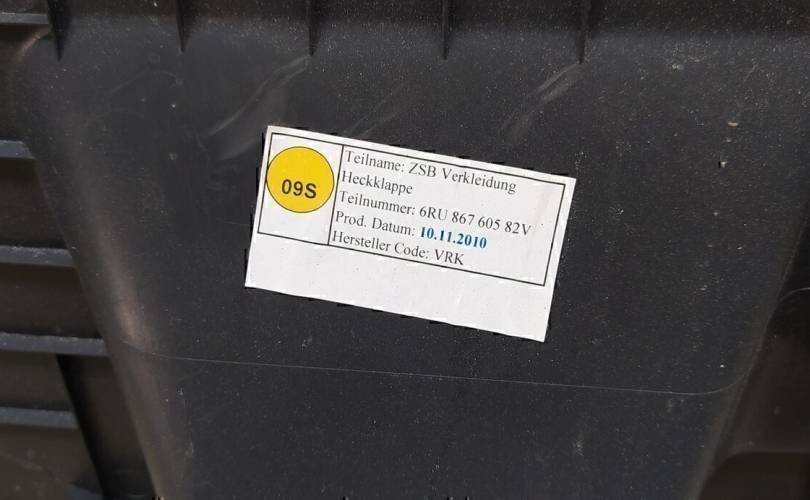 09S
Teilname: ZSB Verkleidung
Heckklappe
Teilnummer: 6RU 867 605 82V
Prod. Datum: 10.11.2010
Hersteller Code: VRK